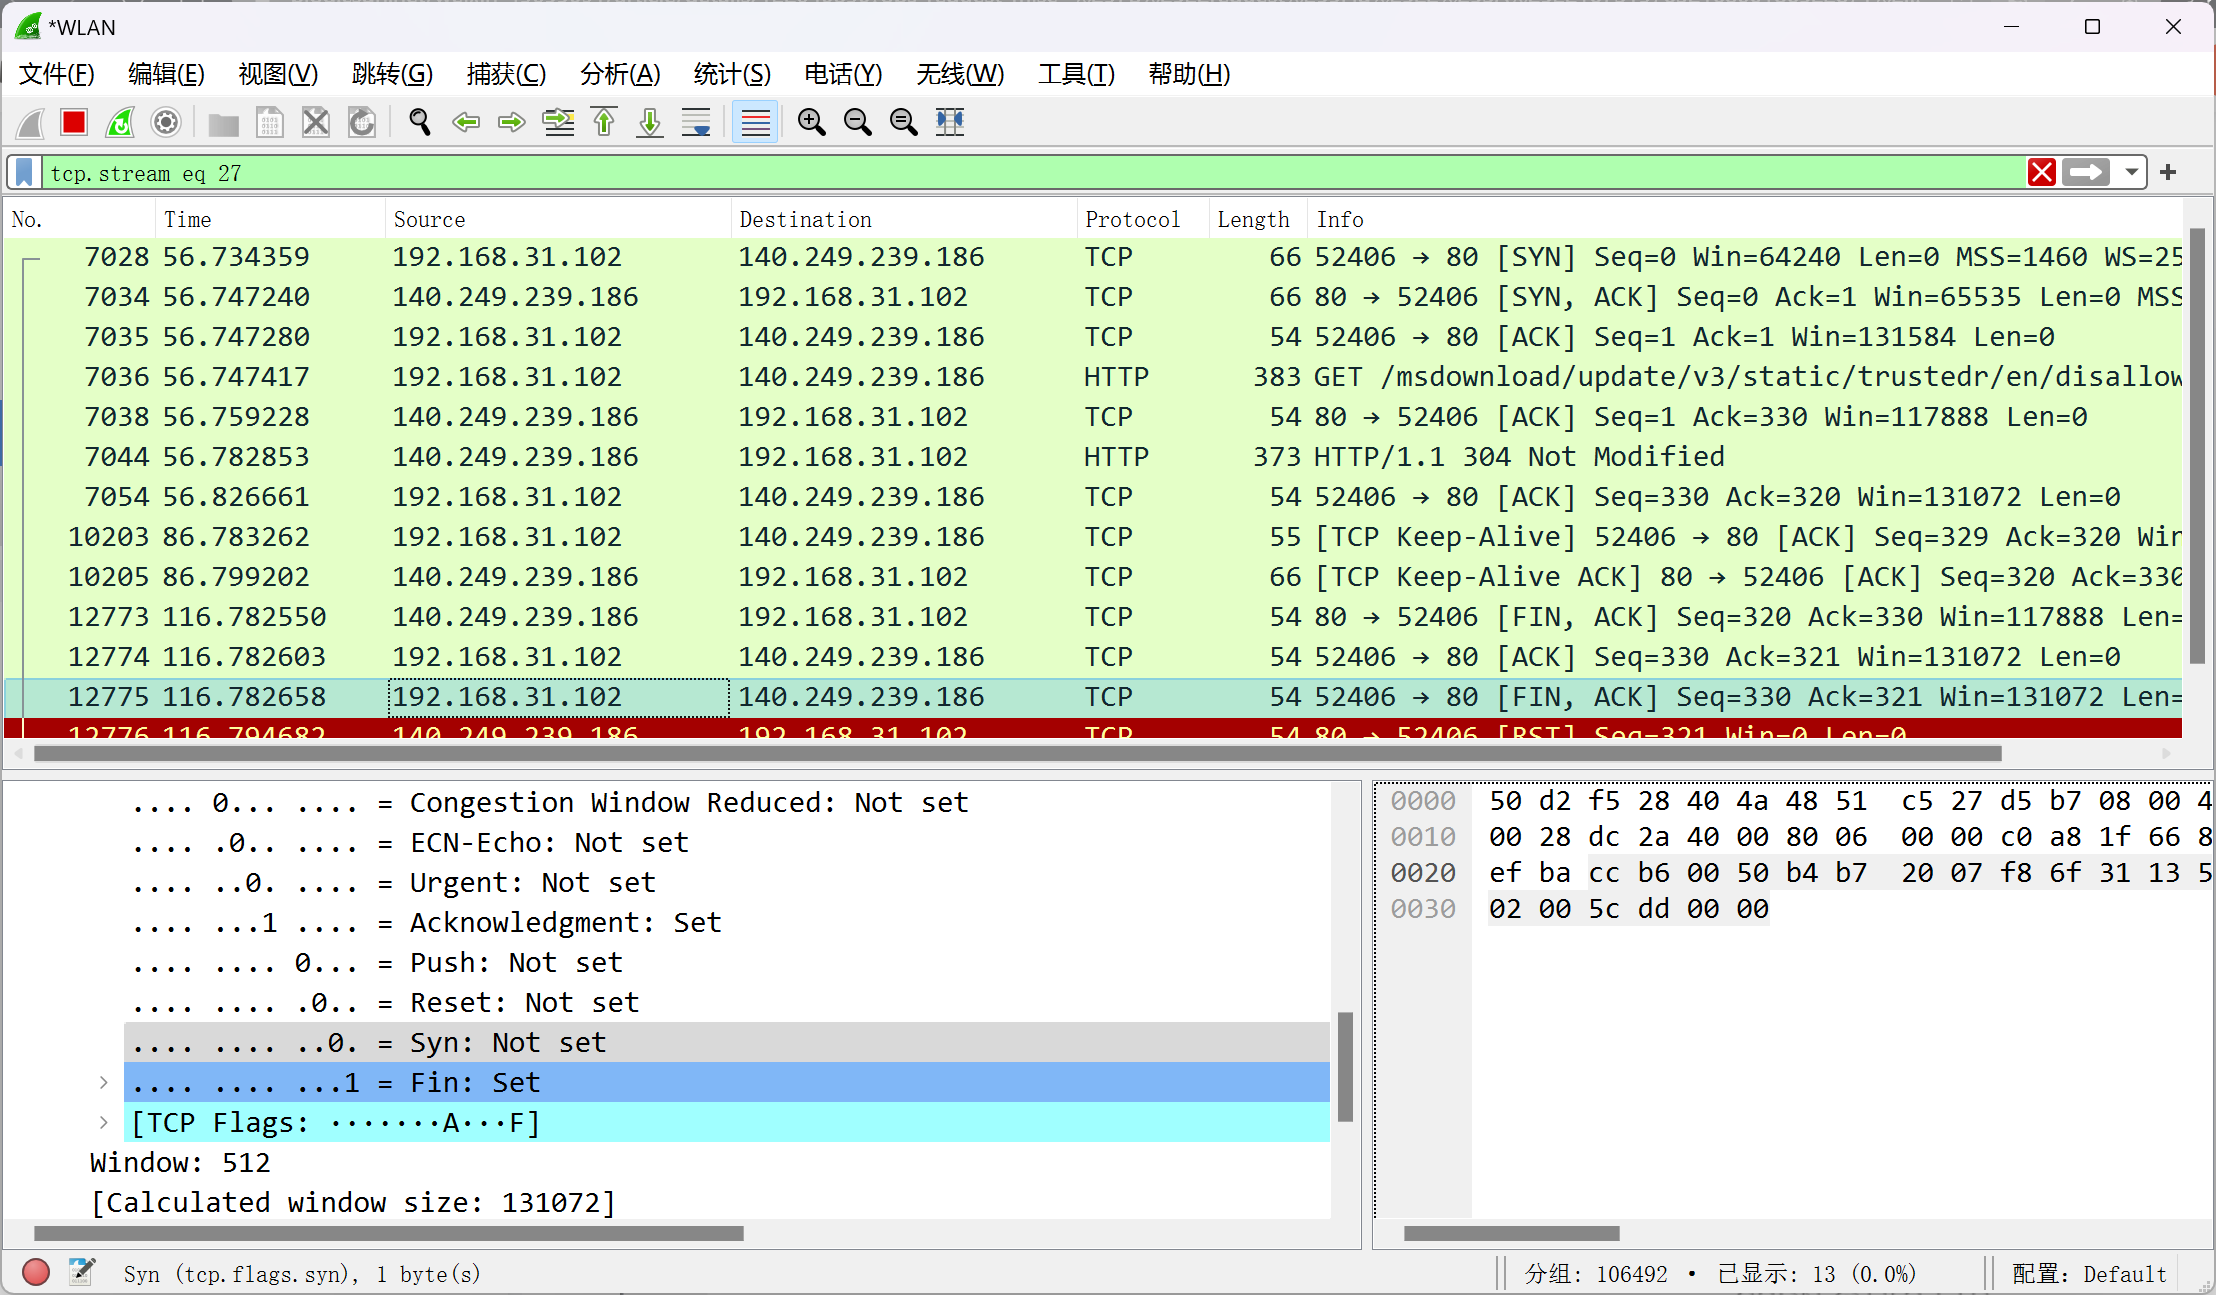 *WLAN
文件(F) 编辑(E) 视图(V) 跳转(G) 捕获(C) 分析(A) 统计(S) 电话(Y) 无线(W) 工具(T) 帮助(H)
tcp.stream eq 27
No. Time Source Destination Protocol Length Info
7028 56.734359 192.168.31.102 140.249.239.186 TCP 66 52406 → 80 [SYN] Seq=0 Win=64240 Len=0 MSS=1460 WS=25
7034 56.747240 140.249.239.186 192.168.31.102 TCP 66 80 → 52406 [SYN, ACK] Seq=0 Ack=1 Win=65535 Len=0 MSS
7035 56.747280 192.168.31.102 140.249.239.186 TCP 54 52406 → 80 [ACK] Seq=1 Ack=1 Win=131584 Len=0
7036 56.747417 192.168.31.102 140.249.239.186 HTTP 383 GET /msdownload/update/v3/static/trustedr/en/disallow
7038 56.759228 140.249.239.186 192.168.31.102 TCP 54 80 → 52406 [ACK] Seq=1 Ack=330 Win=117888 Len=0
7044 56.782853 140.249.239.186 192.168.31.102 HTTP 373 HTTP/1.1 304 Not Modified
7054 56.826661 192.168.31.102 140.249.239.186 TCP 54 52406 → 80 [ACK] Seq=330 Ack=320 Win=131072 Len=0
10203 86.783262 192.168.31.102 140.249.239.186 TCP 55 [TCP Keep-Alive] 52406 → 80 [ACK] Seq=329 Ack=320 Win
10205 86.799202 140.249.239.186 192.168.31.102 TCP 66 [TCP Keep-Alive ACK] 80 → 52406 [ACK] Seq=320 Ack=330
12773 116.782550 140.249.239.186 192.168.31.102 TCP 54 80 → 52406 [FIN, ACK] Seq=320 Ack=330 Win=117888 Len=
12774 116.782603 192.168.31.102 140.249.239.186 TCP 54 52406 → 80 [ACK] Seq=330 Ack=321 Win=131072 Len=0
12775 116.782658 192.168.31.102 140.249.239.186 TCP 54 52406 → 80 [FIN, ACK] Seq=330 Ack=321 Win=131072 Len=
12776 116.794682 140.249.239.186 192.168.31.102 TCP 54 80 → 52406 [RST] Seq=321 Win=0 Len=0
.... 0... .... = Congestion Window Reduced: Not set
.... .0.. .... = ECN-Echo: Not set
.... ..0. .... = Urgent: Not set
.... ...1 .... = Acknowledgment: Set
.... .... 0... = Push: Not set
.... .... .0.. = Reset: Not set
.... .... ..0. = Syn: Not set
.... .... ...1 = Fin: Set
[TCP Flags: ·······A···F]
Window: 512
[Calculated window size: 131072]
0000 50 d2 f5 28 40 4a 48 51 c5 27 d5 b7 08 00 4
0010 00 28 dc 2a 40 00 80 06 00 00 c0 a8 1f 66 8
0020 ef ba cc b6 00 50 b4 b7 20 07 f8 6f 31 13 5
0030 02 00 5c dd 00 00
Syn (tcp.flags.syn), 1 byte(s)
分组: 106492 · 已显示: 13 (0.0%)
配置: Default